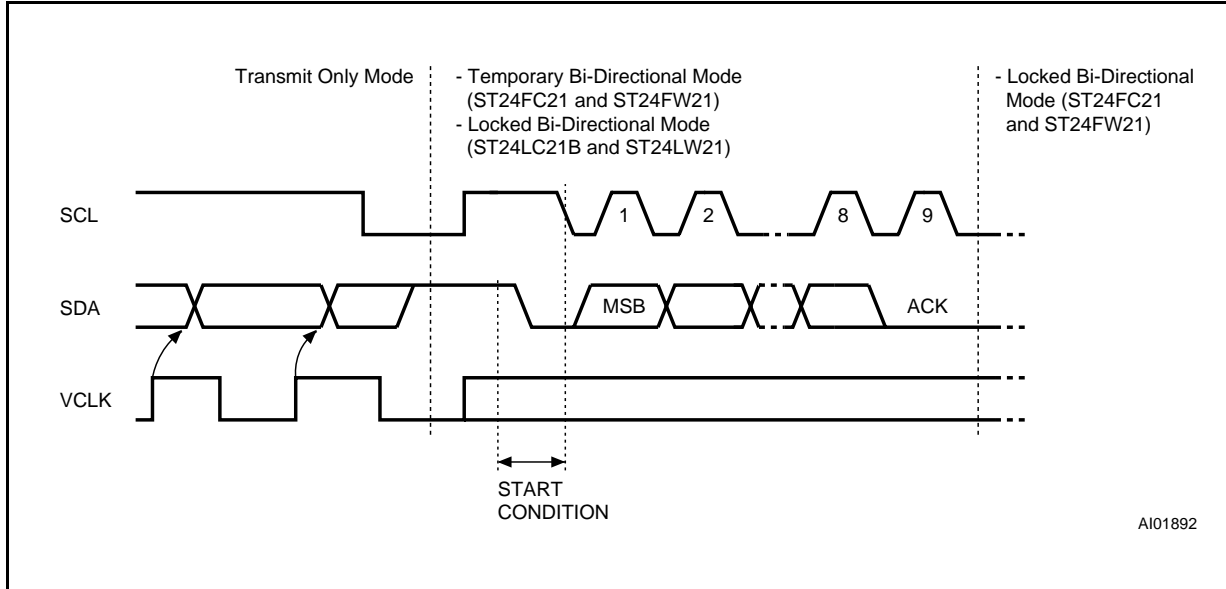 Transmit Only Mode
- Temporary Bi-Directional Mode
(ST24FC21 and ST24FW21)
- Locked Bi-Directional Mode
(ST24LC21B and ST24LW21)
- Locked Bi-Directional
Mode (ST24FC21
and ST24FW21)
SCL
1
2
8
9
SDA
MSB
ACK
VCLK
START
CONDITION
AI01892